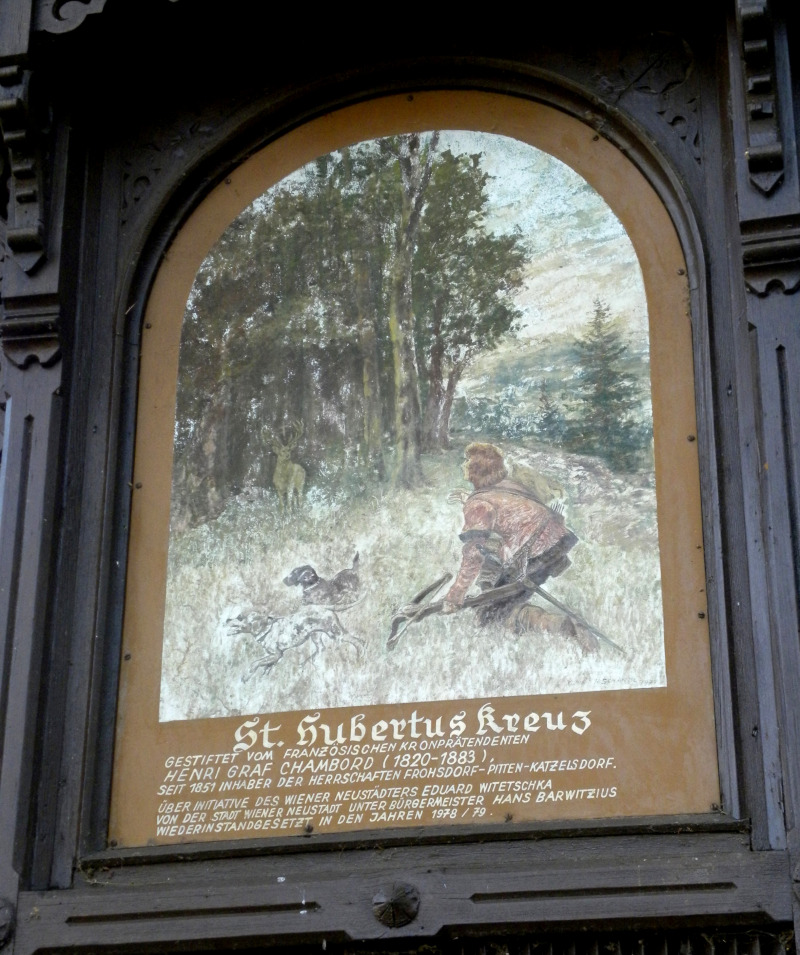 St. Hubertus Kreuz
GESTIFTET VOM FRANZÖSISCHEN KRONPRÄTENDENTEN
HENRI GRAF CHAMBORD (1820-1883),
SEIT 1851 INHABER DER HERRSCHAFTEN FROHSDORF-PITTEN-KATZELSDORF.
ÜBER INITIATIVE DES WIENER NEUSTÄDTERS EDUARD WITETSCHKA
VON DER STADT WIENER NEUSTADT UNTER BÜRGERMEISTER HANS BARWITZIUS
WIEDERINSTANDGESETZT IN DEN JAHREN 1978/79.